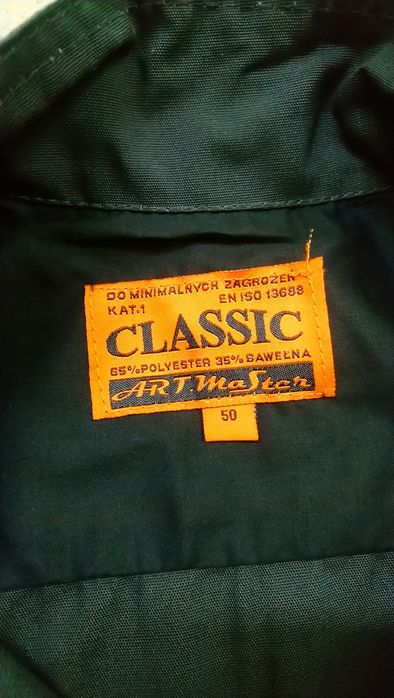 DO MINIMALNYCH ZAGROŻEŃ
KAT.1 EN ISO 13688
CLASSIC
65% POLYESTER 35% BAWEŁNA
ART.MaSter
50